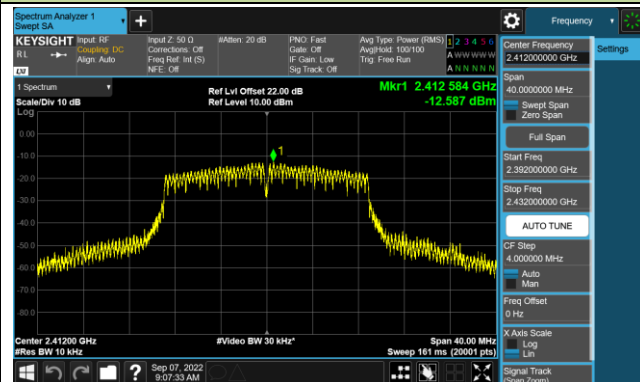 Spectrum Analyzer 1
Swept SA
Frequency
KEYSIGHT
RL
LXI
Input: RF
Coupling: DC
Align: Auto
Input Z: 50 Ω
Corrections: Off
Freq Ref: Int (S)
NFE: Off
#Atten: 20 dB
PNO: Fast
Gate: Off
IF Gain: Low
Sig Track: Off
Avg Type: Power (RMS)
Avg|Hold: 100/100
Trig: Free Run
1 2 3 4 5 6
A W W W W W
A N N N N N
1 Spectrum
Scale/Div 10 dB
Log
Ref Lvl Offset 22.00 dB
Ref Level 10.00 dBm
Mkr1 2.412 584 GHz
-12.587 dBm
1
0.00
-10.0
-20.0
-30.0
-40.0
-50.0
-60.0
-70.0
-80.0
Center 2.41200 GHz
#Res BW 10 kHz
#Video BW 30 kHz*
Span 40.00 MHz
Sweep 161 ms (20001 pts)
Sep 07, 2022
9:07:33 AM
Center Frequency
2.412000000 GHz
Settings
Span
40.0000000 MHz
Swept Span
Zero Span
Full Span
Start Freq
2.392000000 GHz
Stop Freq
2.432000000 GHz
AUTO TUNE
CF Step
4.000000 MHz
Auto
Man
Freq Offset
0 Hz
X Axis Scale
Log
Lin
Signal Track
(Span Zoom)